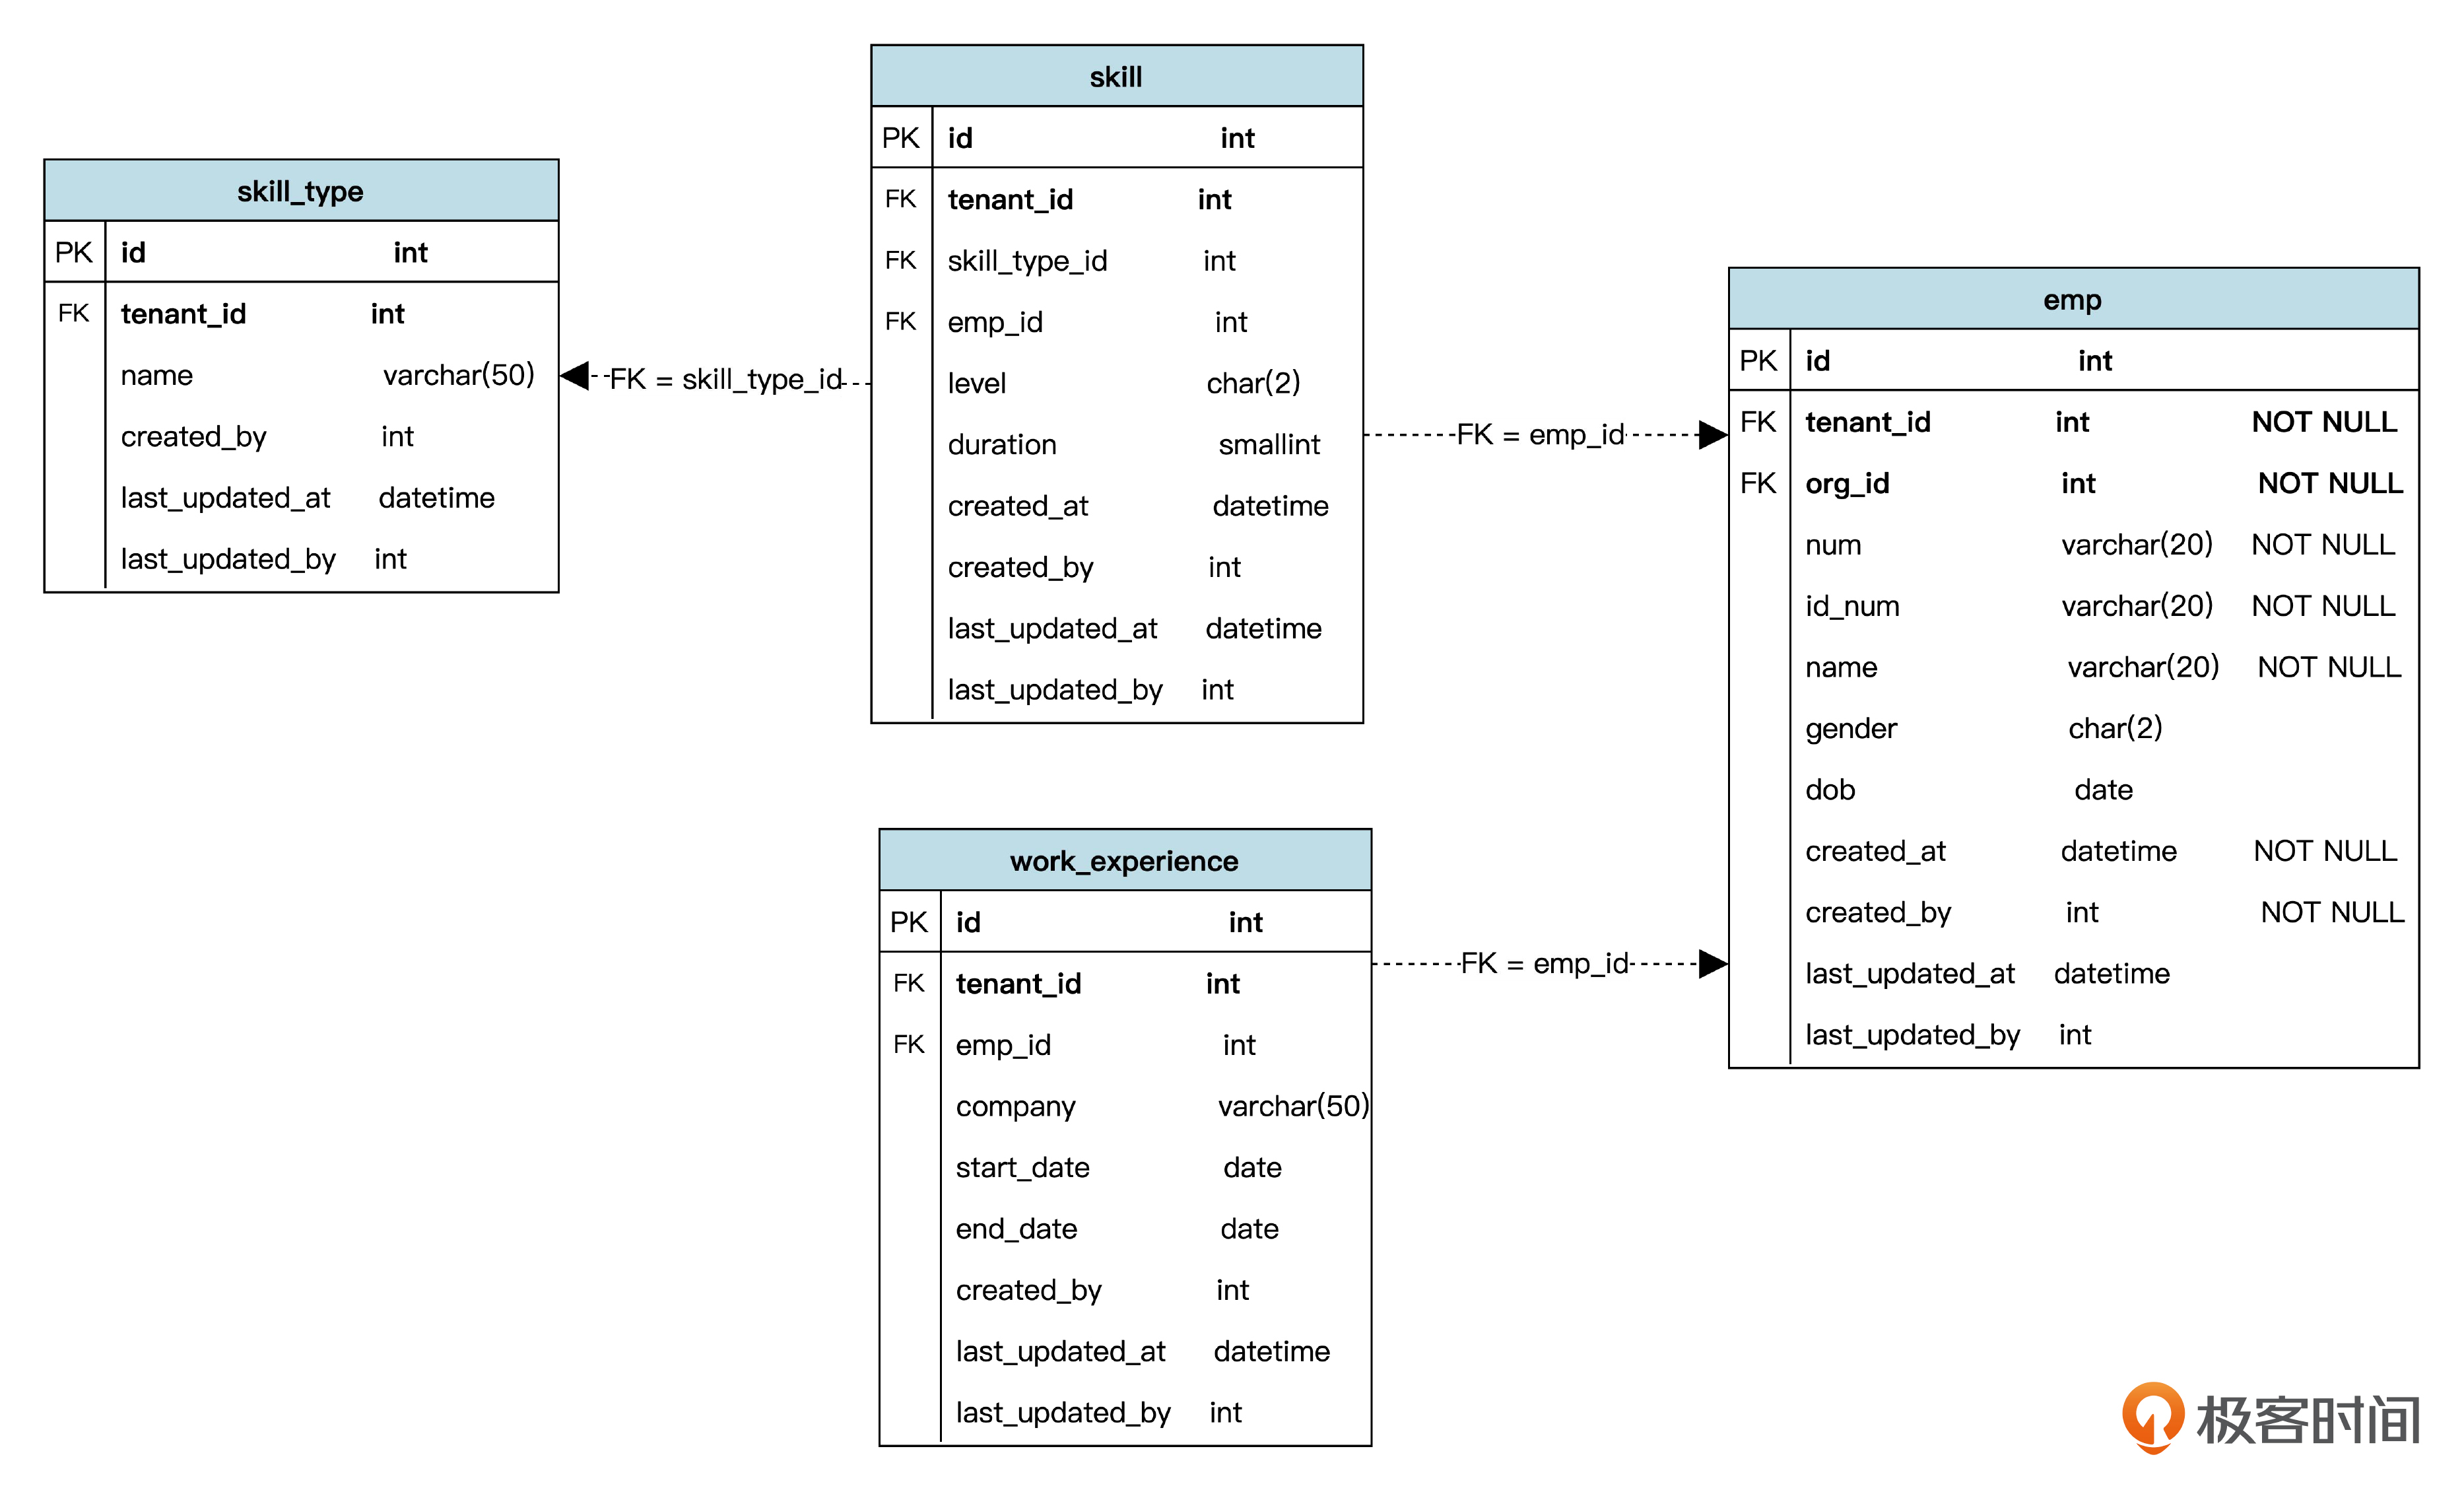 skill_type
PK id int
FK tenant_id int
name varchar(50)
created_by int
last_updated_at datetime
last_updated_by int
FK = skill_type_id
skill
PK id int
FK tenant_id int
FK skill_type_id int
FK emp_id int
level char(2)
duration smallint
created_at datetime
created_by int
last_updated_at datetime
last_updated_by int
FK = emp_id
work_experience
PK id int
FK tenant_id int
FK emp_id int
company varchar(50)
start_date date
end_date date
created_by int
last_updated_at datetime
last_updated_by int
FK = emp_id
emp
PK id int
FK tenant_id int NOT NULL
FK org_id int NOT NULL
num varchar(20) NOT NULL
id_num varchar(20) NOT NULL
name varchar(20) NOT NULL
gender char(2)
dob date
created_at datetime NOT NULL
created_by int NOT NULL
last_updated_at datetime
last_updated_by int
极客时间